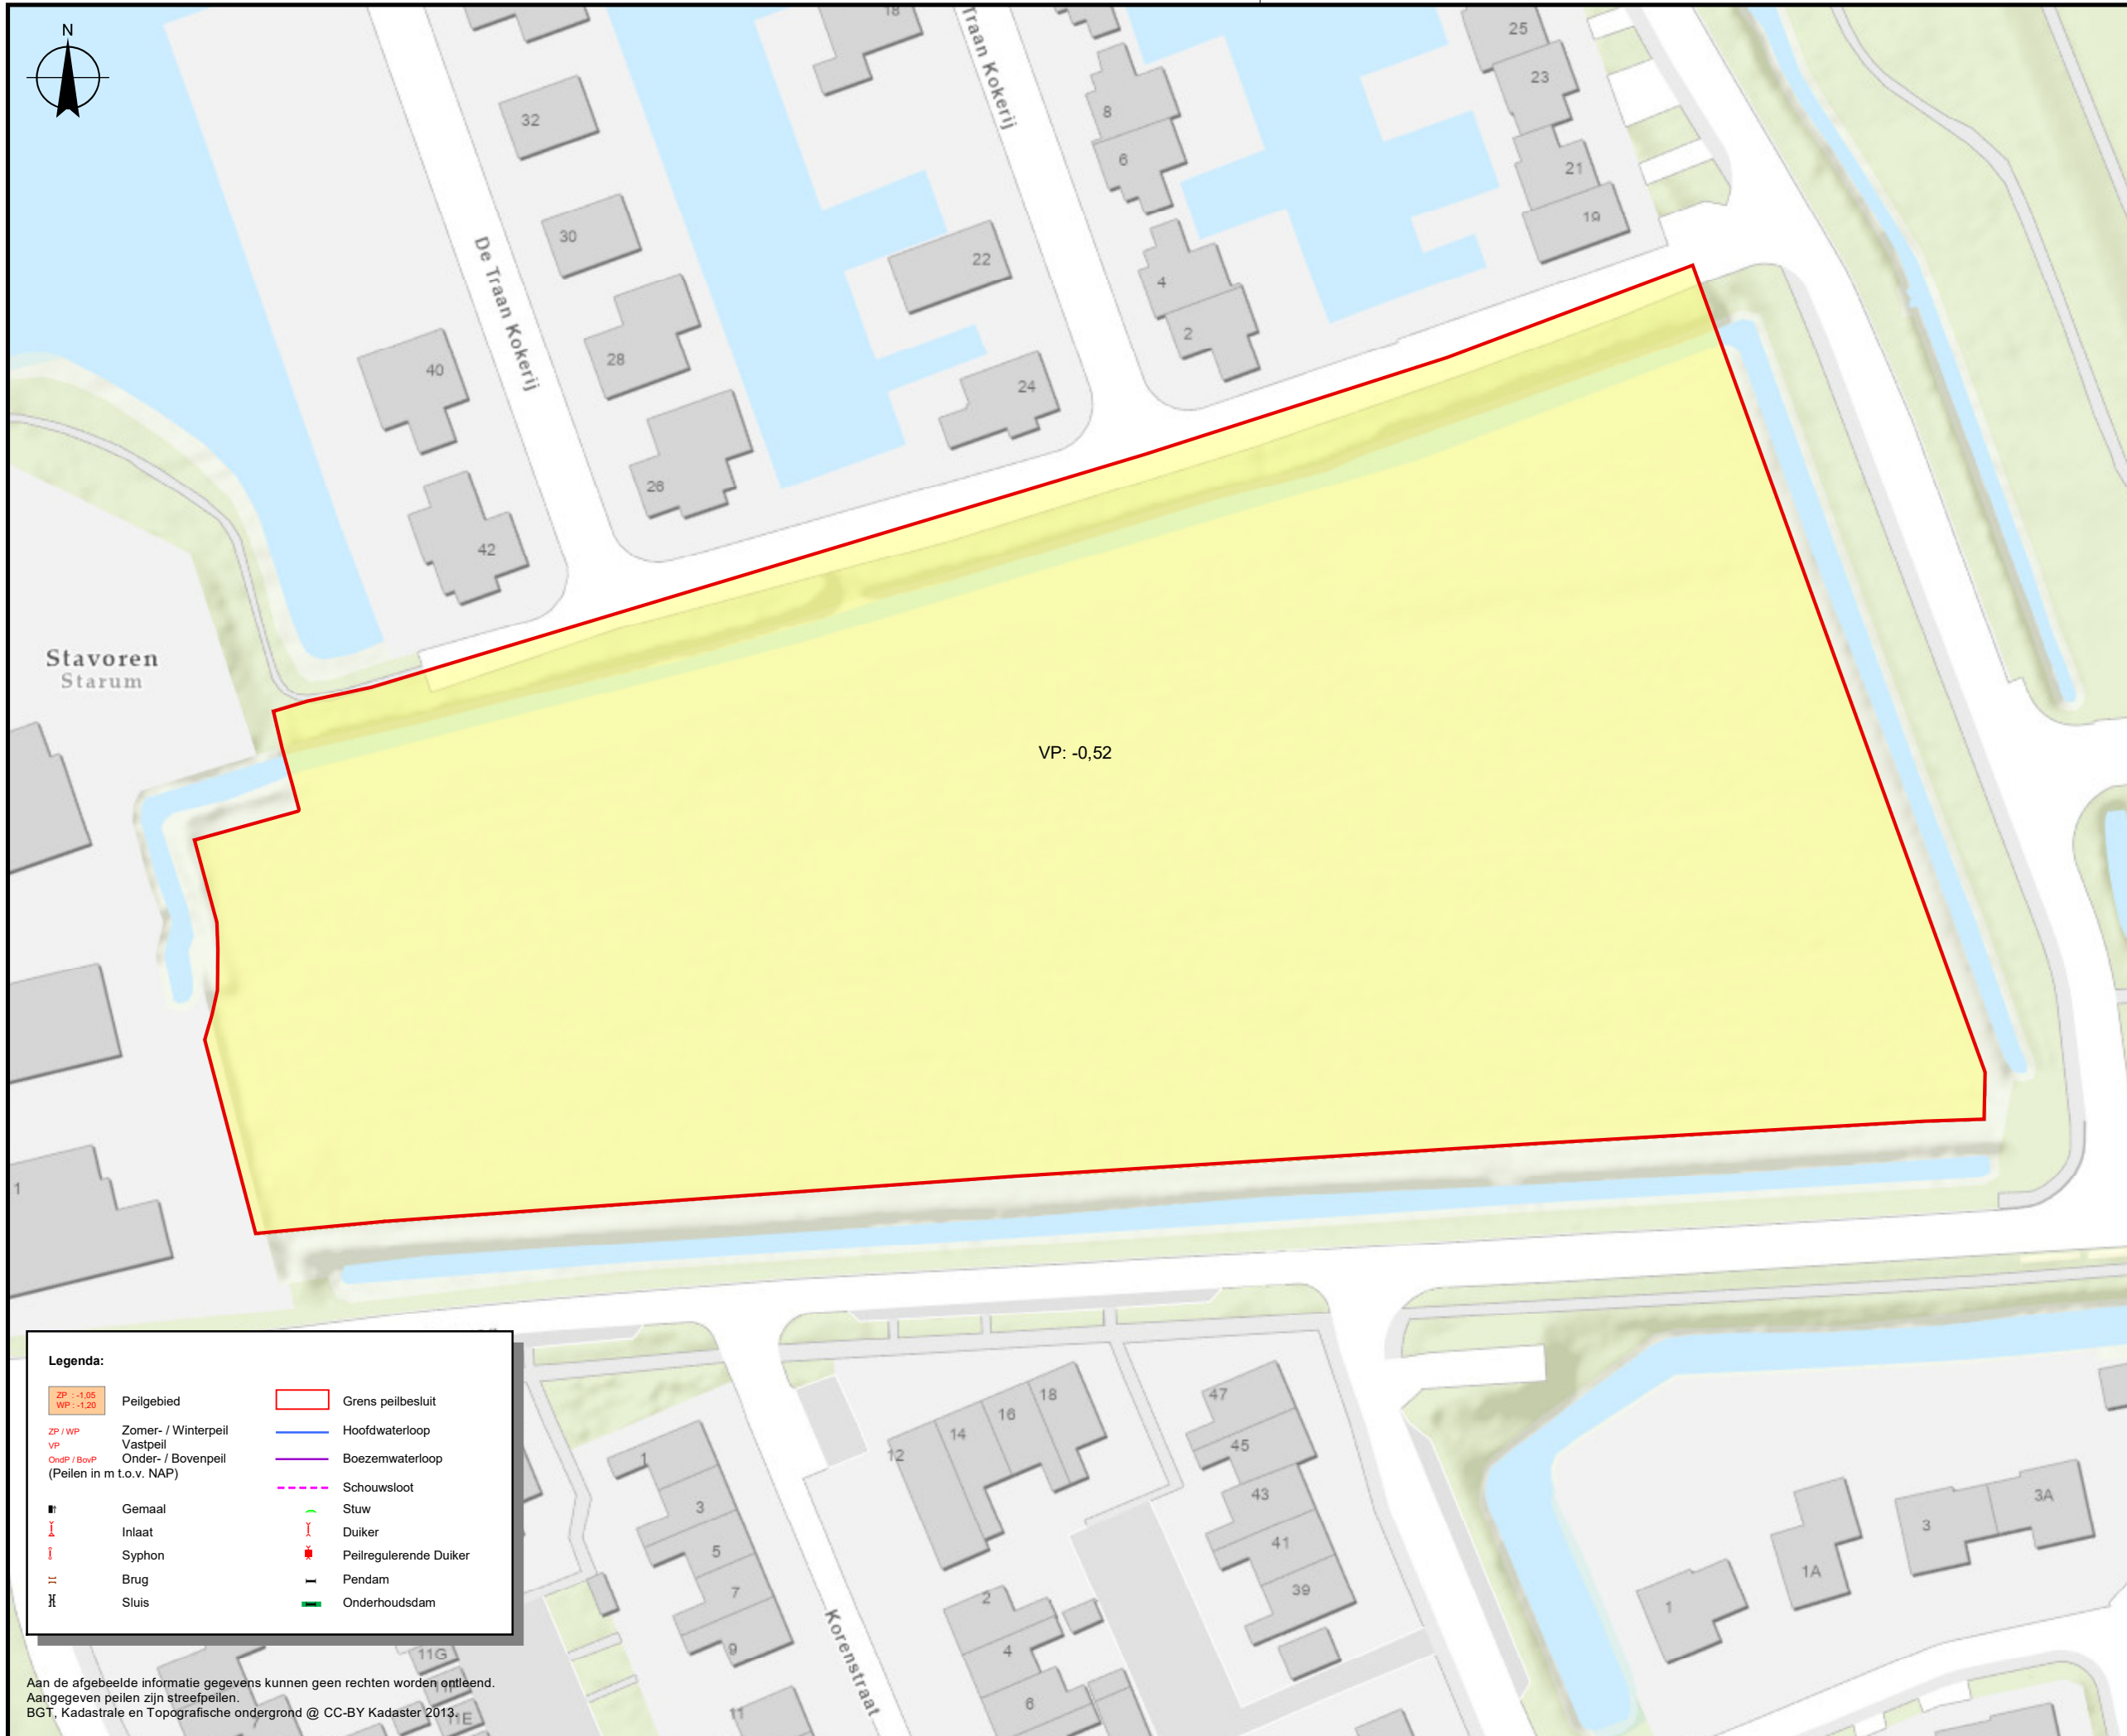 N
18
Traan Kokerij
25
23
32
8
6
21
19
30
De Traan Kokerij
22
4
2
28
40
24
26
42
Stavoren
Starum
VP: -0,52
1
Legenda:
ZP : -1,05
WP : -1,20
Peilgebied
Grens peilbesluit
ZP / WP Zomer- / Winterpeil
Hoofdwaterloop
VP Vastpeil
OndP / BovP Onder- / Bovenpeil
Boezemwaterloop
(Peilen in m t.o.v. NAP)
Schouwsloot
Gemaal
Stuw
Inlaat
Duiker
Syphon
Peilregulerende Duiker
Brug
Pendam
Sluis
Onderhoudsdam
47
18
16
14
12
45
1
43
3
41
5
39
7
9
2
4
6
11
Korenstraat
3A
3
1A
1
11G
11F
11E
Aan de afgebeelde informatie gegevens kunnen geen rechten worden ontleend.
Aangegeven peilen zijn streefpeilen.
BGT, Kadastrale en Topografische ondergrond @ CC-BY Kadaster 2013.